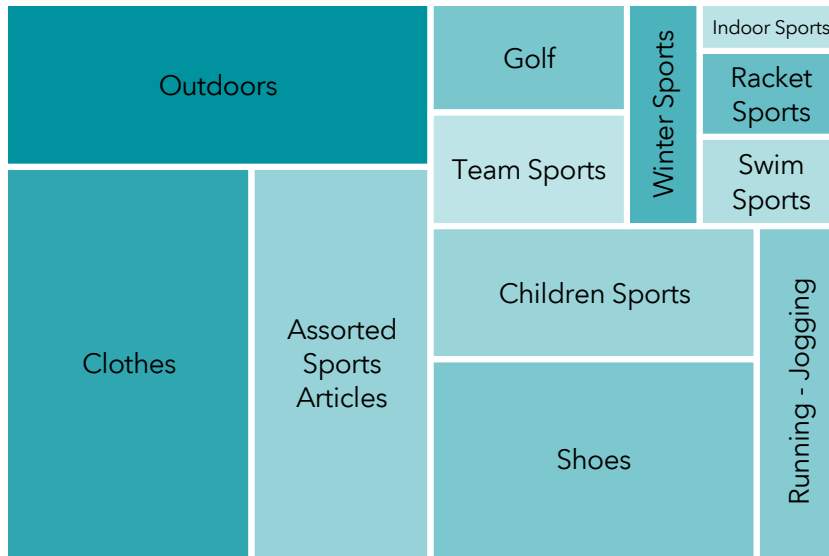 Outdoors
Clothes
Assorted
Sports
Articles
Golf
Team Sports
Winter Sports
Indoor Sports
Racket
Sports
Swim
Sports
Children Sports
Shoes
Running - Jogging